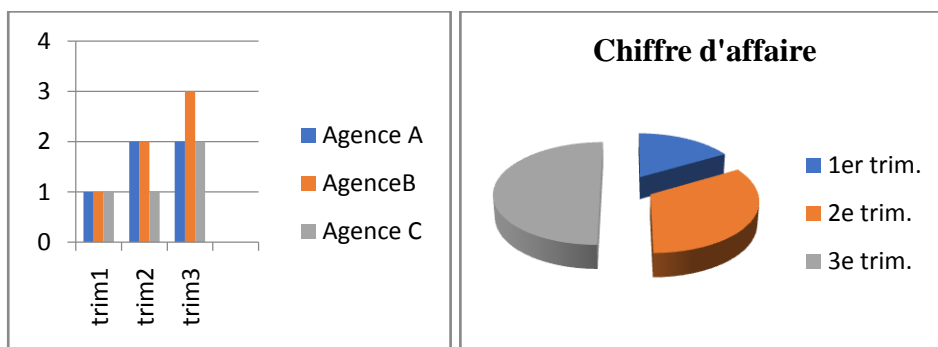 4
3
2
1
0
trim1
trim2
trim3
Agence A
AgenceB
Agence C
Chiffre d'affaire
1er trim.
2e trim.
3e trim.